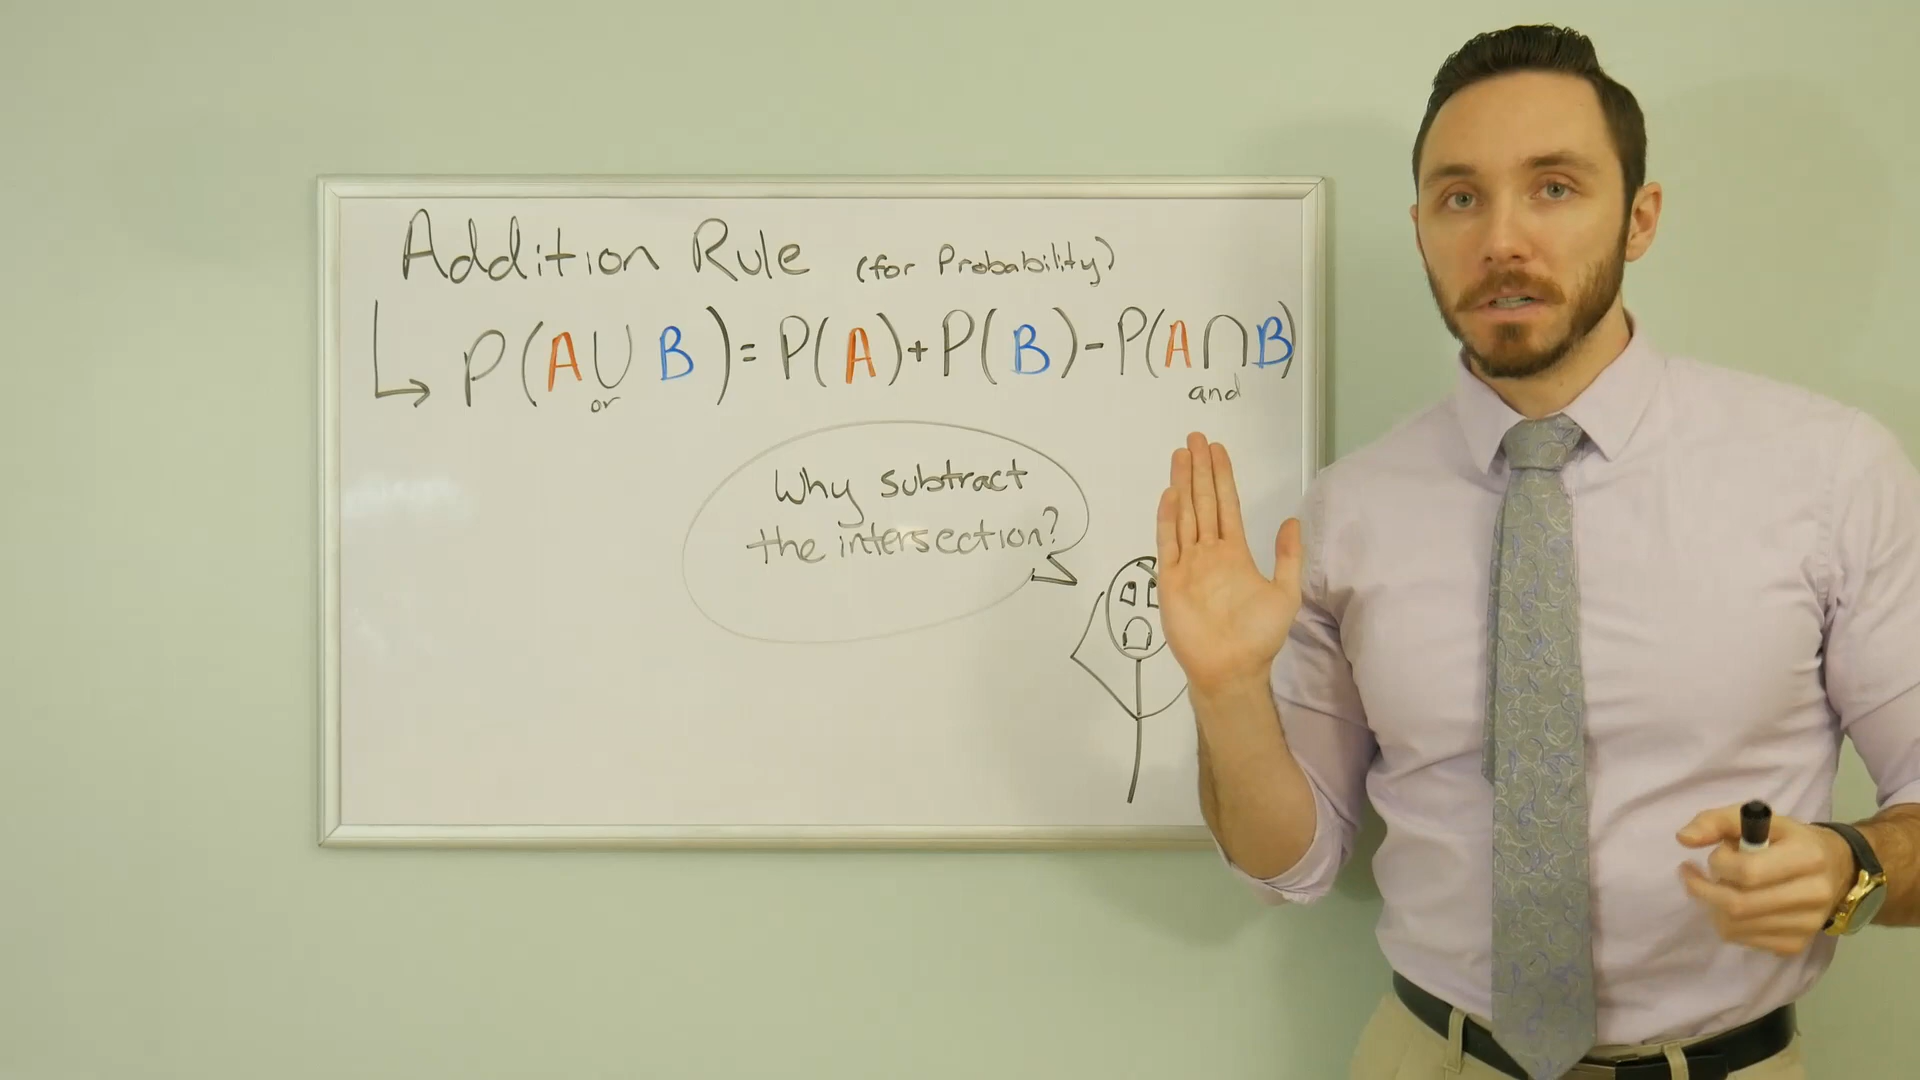 Addition Rule (for Probability)
P(A∪B)=P(A)+P(B)-P(A∩B)
or and
Why subtract
the intersection?